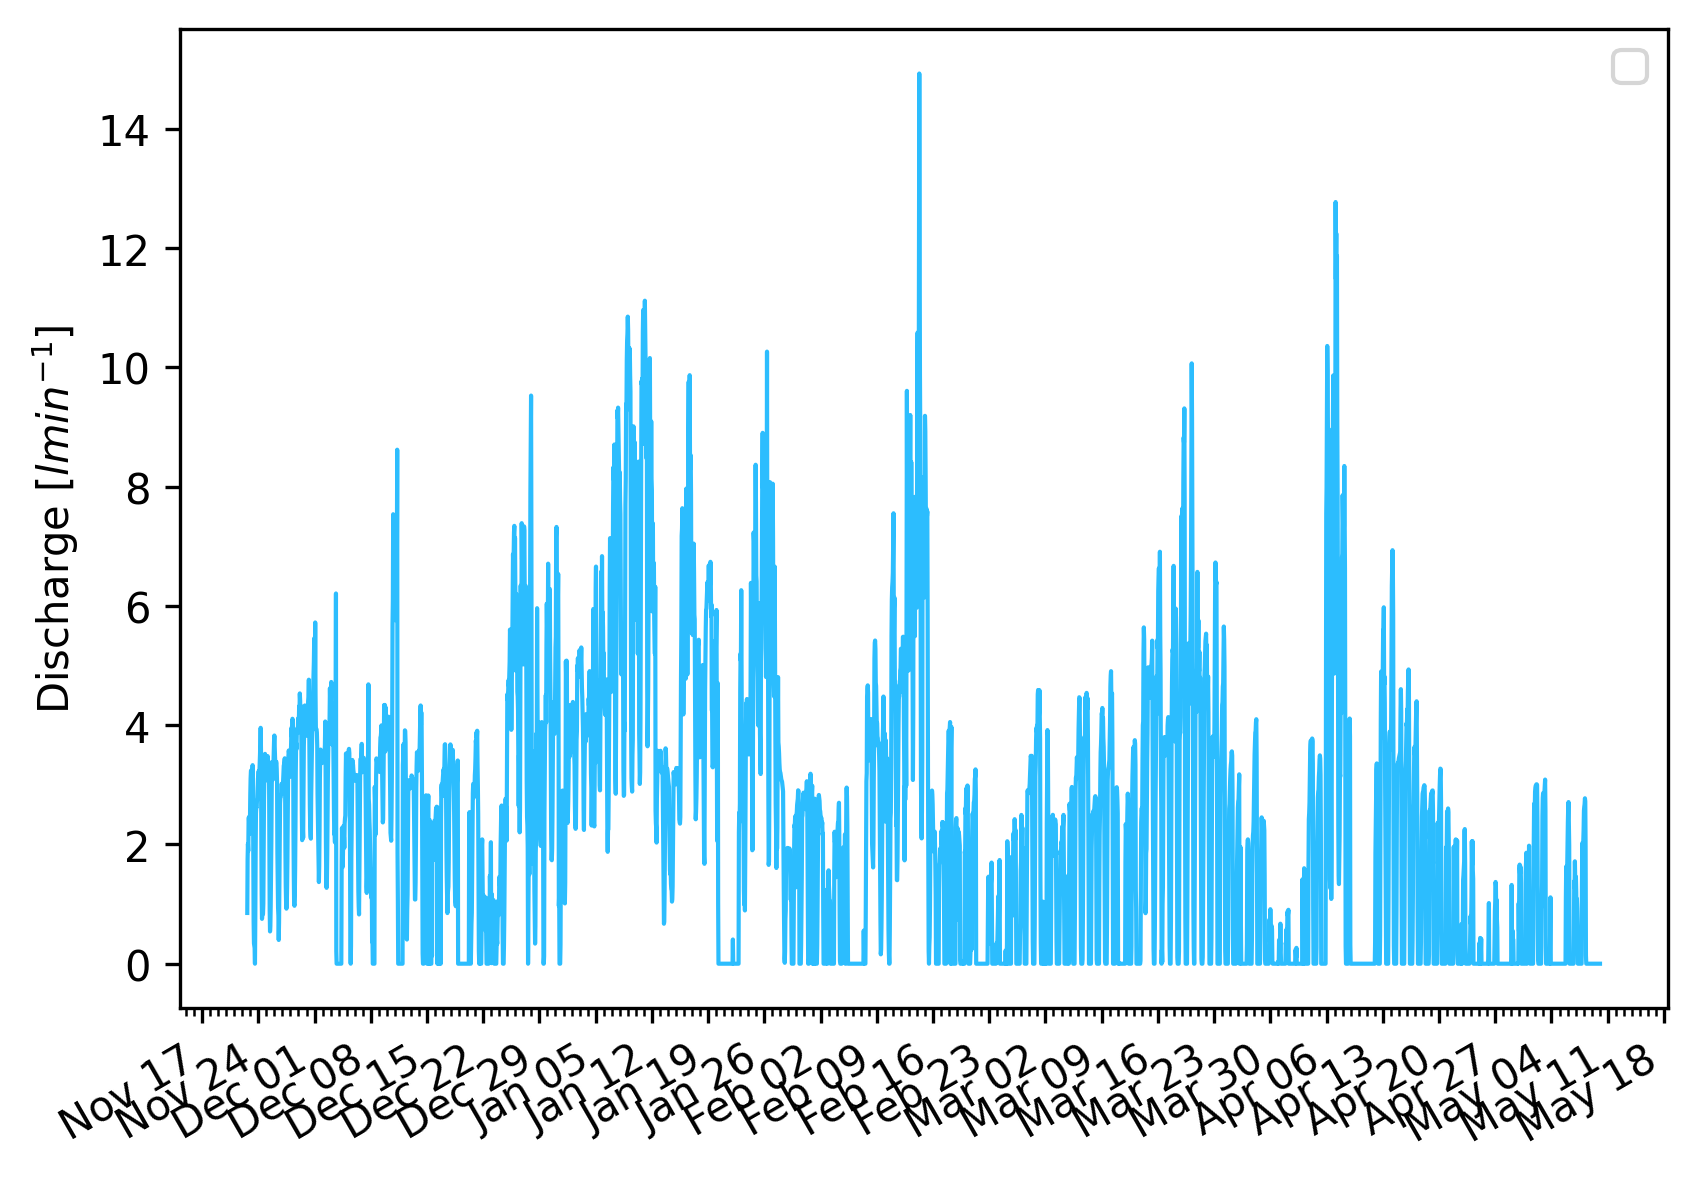 Discharge [lmin⁻¹]
14
12
10
8
6
4
2
0
Nov 17
Nov 24
Dec 01
Dec 08
Dec 15
Dec 22
Dec 29
Jan 05
Jan 12
Jan 19
Jan 26
Feb 02
Feb 09
Feb 16
Feb 23
Mar 02
Mar 09
Mar 16
Mar 23
Mar 30
Apr 06
Apr 13
Apr 20
Apr 27
May 04
May 11
May 18